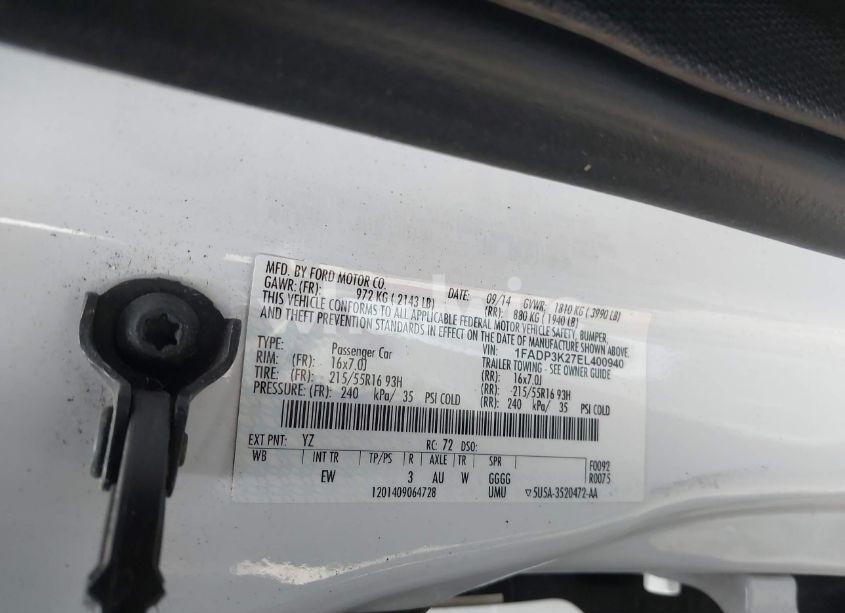 MFD. BY FORD MOTOR CO. DATE: 09/14 GVWR: 1810 KG ( 3990 LB)
GAWR: (FR): 972 KG ( 2143 LB) (RR): 880 KG ( 1940 LB)
THIS VEHICLE CONFORMS TO ALL APPLICABLE FEDERAL MOTOR VEHICLE SAFETY, BUMPER,
AND THEFT PREVENTION STANDARDS IN EFFECT ON THE DATE OF MANUFACTURE SHOWN ABOVE.
VIN: 1FADP3K27EL400940
TYPE: Passenger Car TRAILER TOWING - SEE OWNER GUIDE
RIM: (FR): 16x7.0J (RR): 16x7.0J
TIRE: (FR): 215/55R16 93H (RR): 215/55R16 93H
PRESSURE: (FR): 240 kPa/ 35 PSI COLD (RR): 240 kPa/ 35 PSI COLD
EXT PNT: YZ RC: 72 DSO:
WB INT TR TP/PS R AXLE TR SPR F0092
EW 3 AU W GGGG R0075
1201409064728 UMU ▽5U5A-3520472-AA